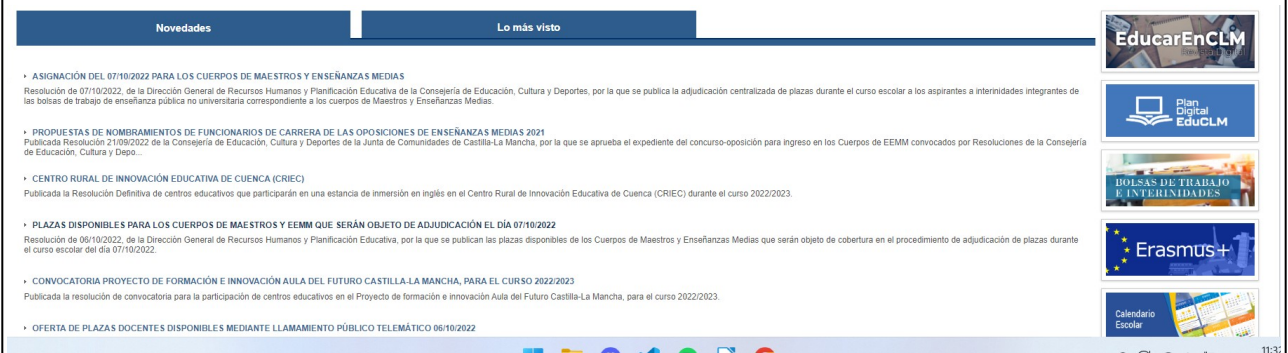 Novedades
Lo más visto
ASIGNACIÓN DEL 07/10/2022 PARA LOS CUERPOS DE MAESTROS Y ENSEÑANZAS MEDIAS
Resolución de 07/10/2022, de la Dirección General de Recursos Humanos y Planificación Educativa de la Consejería de Educación, Cultura y Deportes, por la que se publica la adjudicación centralizada de plazas durante el curso escolar a los aspirantes a interinidades integrantes de
las bolsas de trabajo de enseñanza pública no universitaria correspondiente a los cuerpos de Maestros y Enseñanzas Medias.
PROPUESTAS DE NOMBRAMIENTOS DE FUNCIONARIOS DE CARRERA DE LAS OPOSICIONES DE ENSEÑANZAS MEDIAS 2021
Publicada Resolución 21/09/2022 de la Consejería de Educación, Cultura y Deportes de la Junta de Comunidades de Castilla-La Mancha, por la que se aprueba el expediente del concurso-oposición para ingreso en los Cuerpos de EEMM convocados por Resoluciones de la Consejería
de Educación, Cultura y Depo...
CENTRO RURAL DE INNOVACIÓN EDUCATIVA DE CUENCA (CRIEC)
Publicada la Resolución Definitiva de centros educativos que participarán en una estancia de inmersión en inglés en el Centro Rural de Innovación Educativa de Cuenca (CRIEC) durante el curso 2022/2023.
PLAZAS DISPONIBLES PARA LOS CUERPOS DE MAESTROS Y EEMM QUE SERÁN OBJETO DE ADJUDICACIÓN EL DÍA 07/10/2022
Resolución de 06/10/2022, de la Dirección General de Recursos Humanos y Planificación Educativa, por la que se publican las plazas disponibles de los Cuerpos de Maestros y Enseñanzas Medias que serán objeto de cobertura en el procedimiento de adjudicación de plazas durante
el curso escolar del día 07/10/2022.
CONVOCATORIA PROYECTO DE FORMACIÓN E INNOVACIÓN AULA DEL FUTURO CASTILLA-LA MANCHA, PARA EL CURSO 2022/2023
Publicada la resolución de convocatoria para la participación de centros educativos en el Proyecto de formación e innovación Aula del Futuro Castilla-La Mancha, para el curso 2022/2023.
OFERTA DE PLAZAS DOCENTES DISPONIBLES MEDIANTE LLAMAMIENTO PÚBLICO TELEMÁTICO 06/10/2022
EducarEnCLM
Revista Digital
Plan
Digital
EduCLM
BOLSAS DE TRABAJO
E INTERINIDADES
Erasmus+
Calendario
Escolar